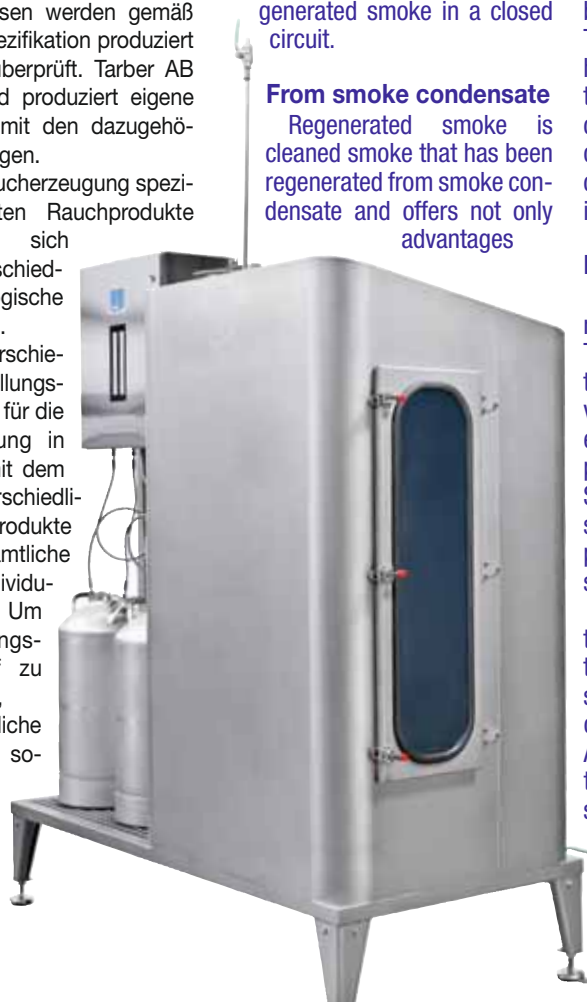 sen werden gemäß
ezifikation produziert
überprüft. Tarber AB
d produziert eigene
mit den dazugehö-
gen.
ucherzeugung spezi-
ten Rauchprodukte
sich
schied-
gische
rschie-
llungs-
für die
ung in
it dem
rschiedli-
rodukte
mtliche
ividu-
Um
ngs-
zu
liche
so-
generated smoke in a closed
circuit.
From smoke condensate
Regenerated smoke is
cleaned smoke that has been
regenerated from smoke con-
densate and offers not only
advantages